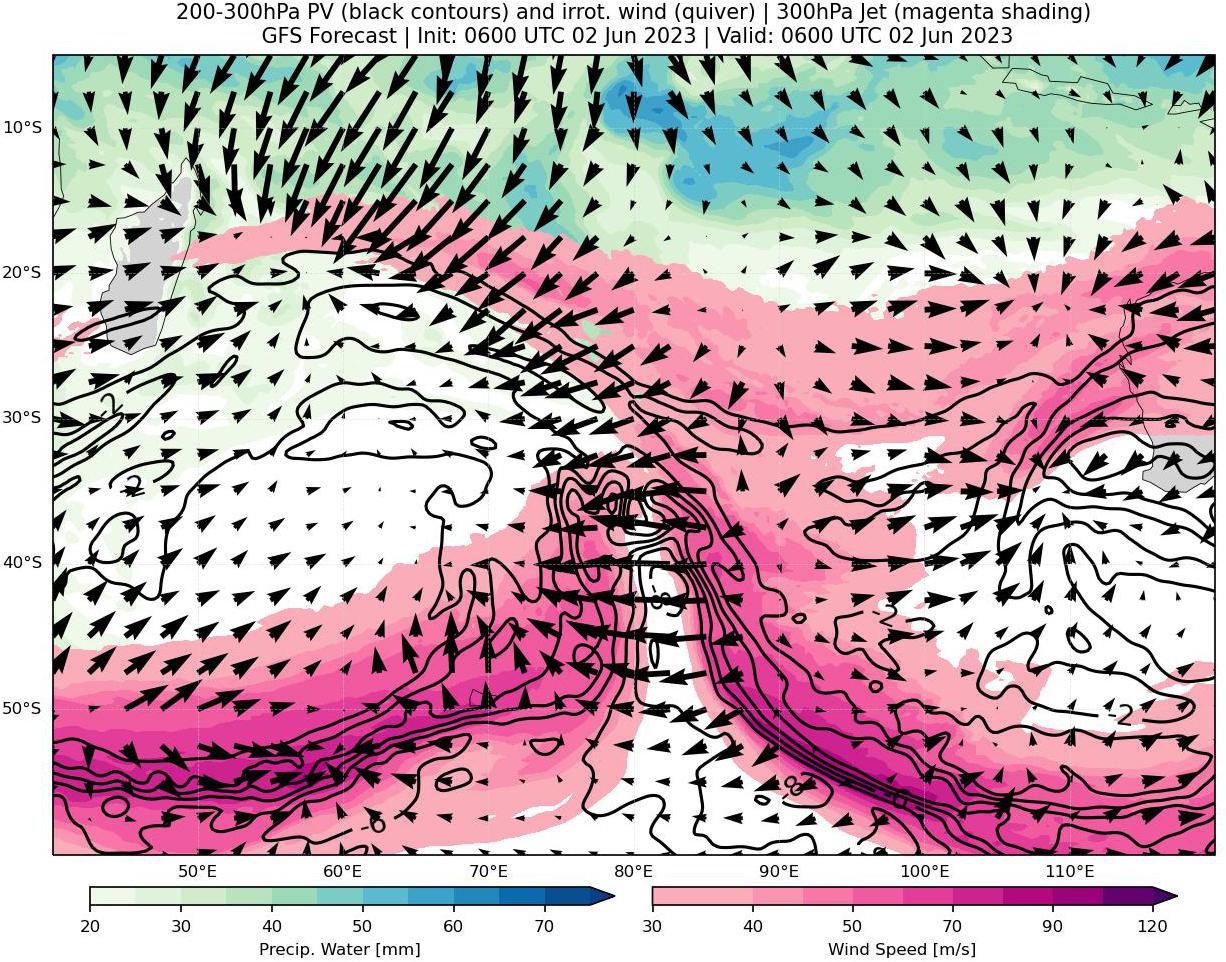 200-300hPa PV (black contours) and irrot. wind (quiver) | 300hPa Jet (magenta shading)
GFS Forecast | Init: 0600 UTC 02 Jun 2023 | Valid: 0600 UTC 02 Jun 2023
10°S
20°S
-2
30°S
-2
40°S
50°S
-2
-8
-6
-6
50°E 60°E 70°E 80°E 90°E 100°E 110°E
20 30 40 50 60 70
30 40 50 70 90 120
Precip. Water [mm]
Wind Speed [m/s]